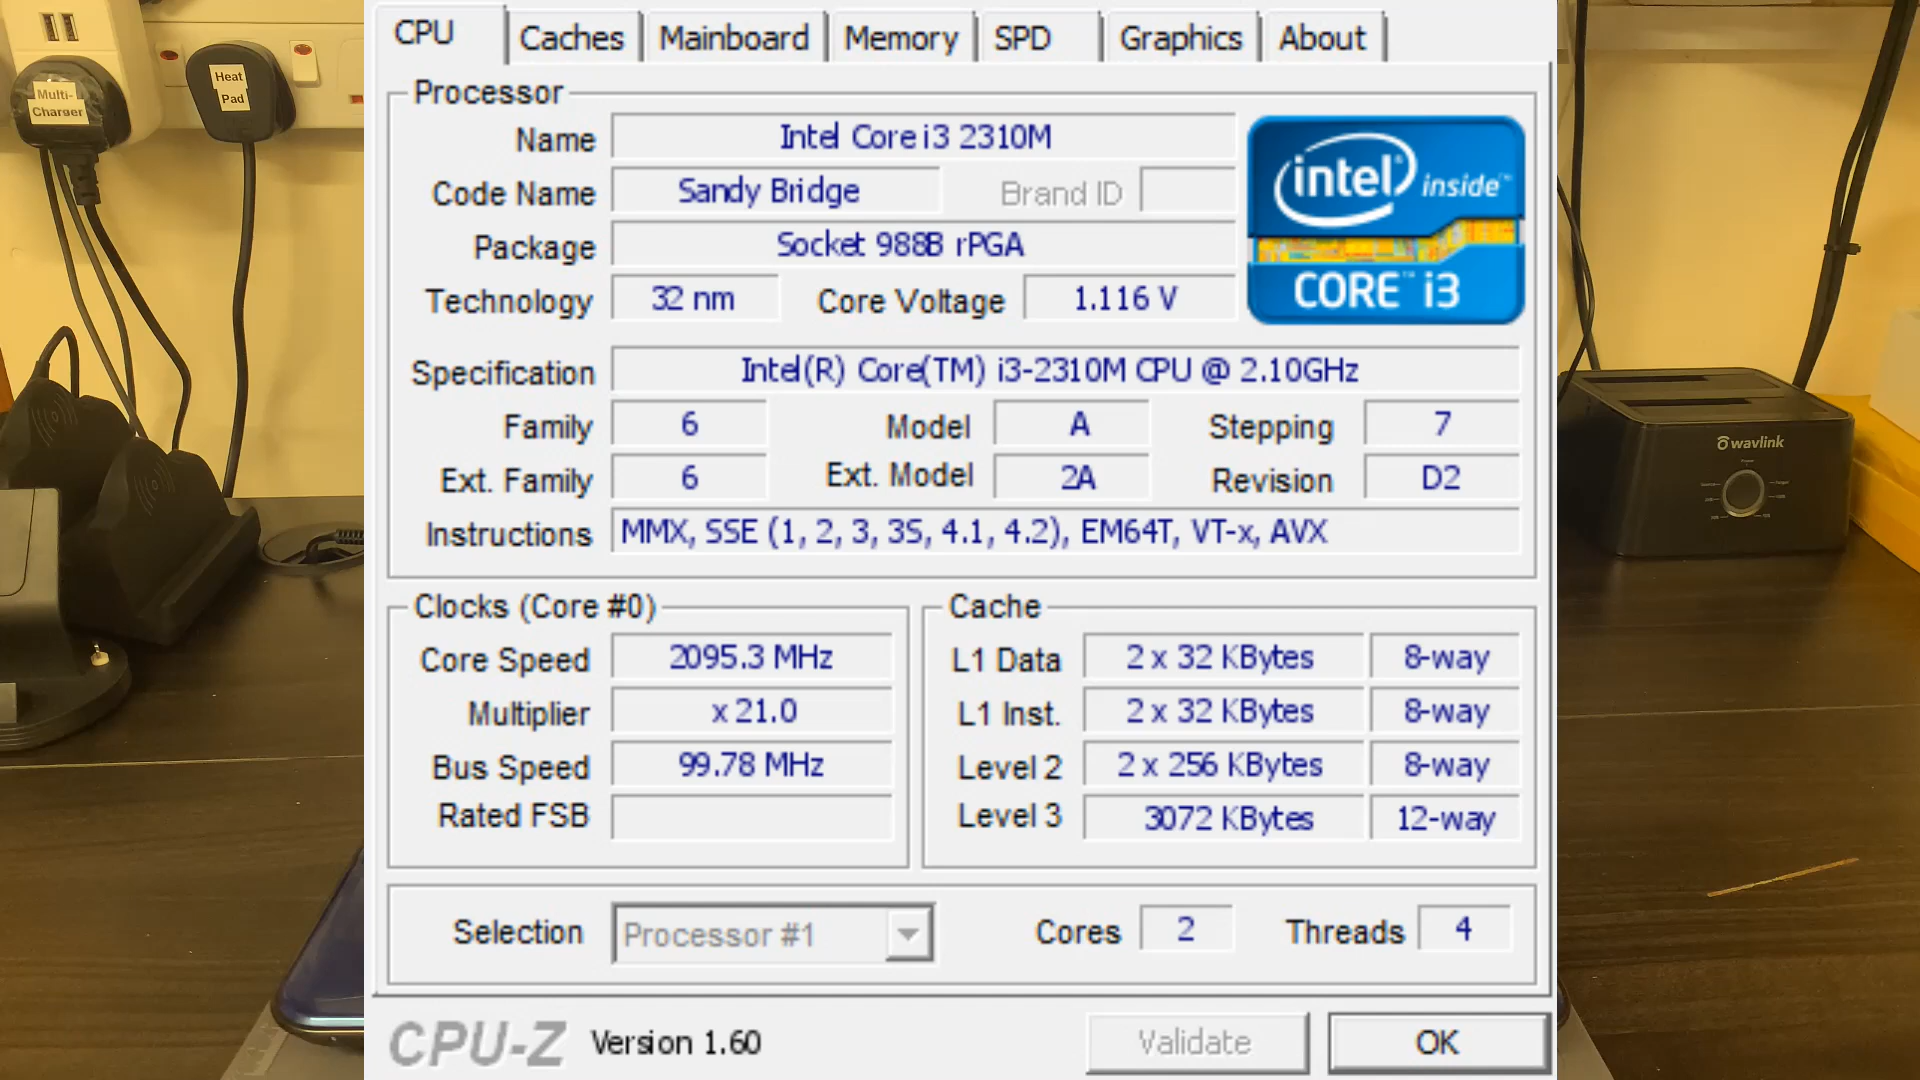 Multi-
Charger
Heat
Pad
CPU Caches Mainboard Memory SPD Graphics About
Processor
Name Intel Core i3 2310M
Code Name Sandy Bridge Brand ID
Package Socket 988B rPGA
Technology 32 nm Core Voltage 1.116 V
intel inside™
CORE™ i3
Specification Intel(R) Core(TM) i3-2310M CPU @ 2.10GHz
Family 6 Model A Stepping 7
Ext. Family 6 Ext. Model 2A Revision D2
Instructions MMX, SSE (1, 2, 3, 3S, 4.1, 4.2), EM64T, VT-x, AVX
Clocks (Core #0)
Core Speed 2095.3 MHz
Multiplier x 21.0
Bus Speed 99.78 MHz
Rated FSB
Cache
L1 Data 2 x 32 KBytes 8-way
L1 Inst. 2 x 32 KBytes 8-way
Level 2 2 x 256 KBytes 8-way
Level 3 3072 KBytes 12-way
Selection Processor #1 Cores 2 Threads 4
CPU-Z Version 1.60 Validate OK
wavlink